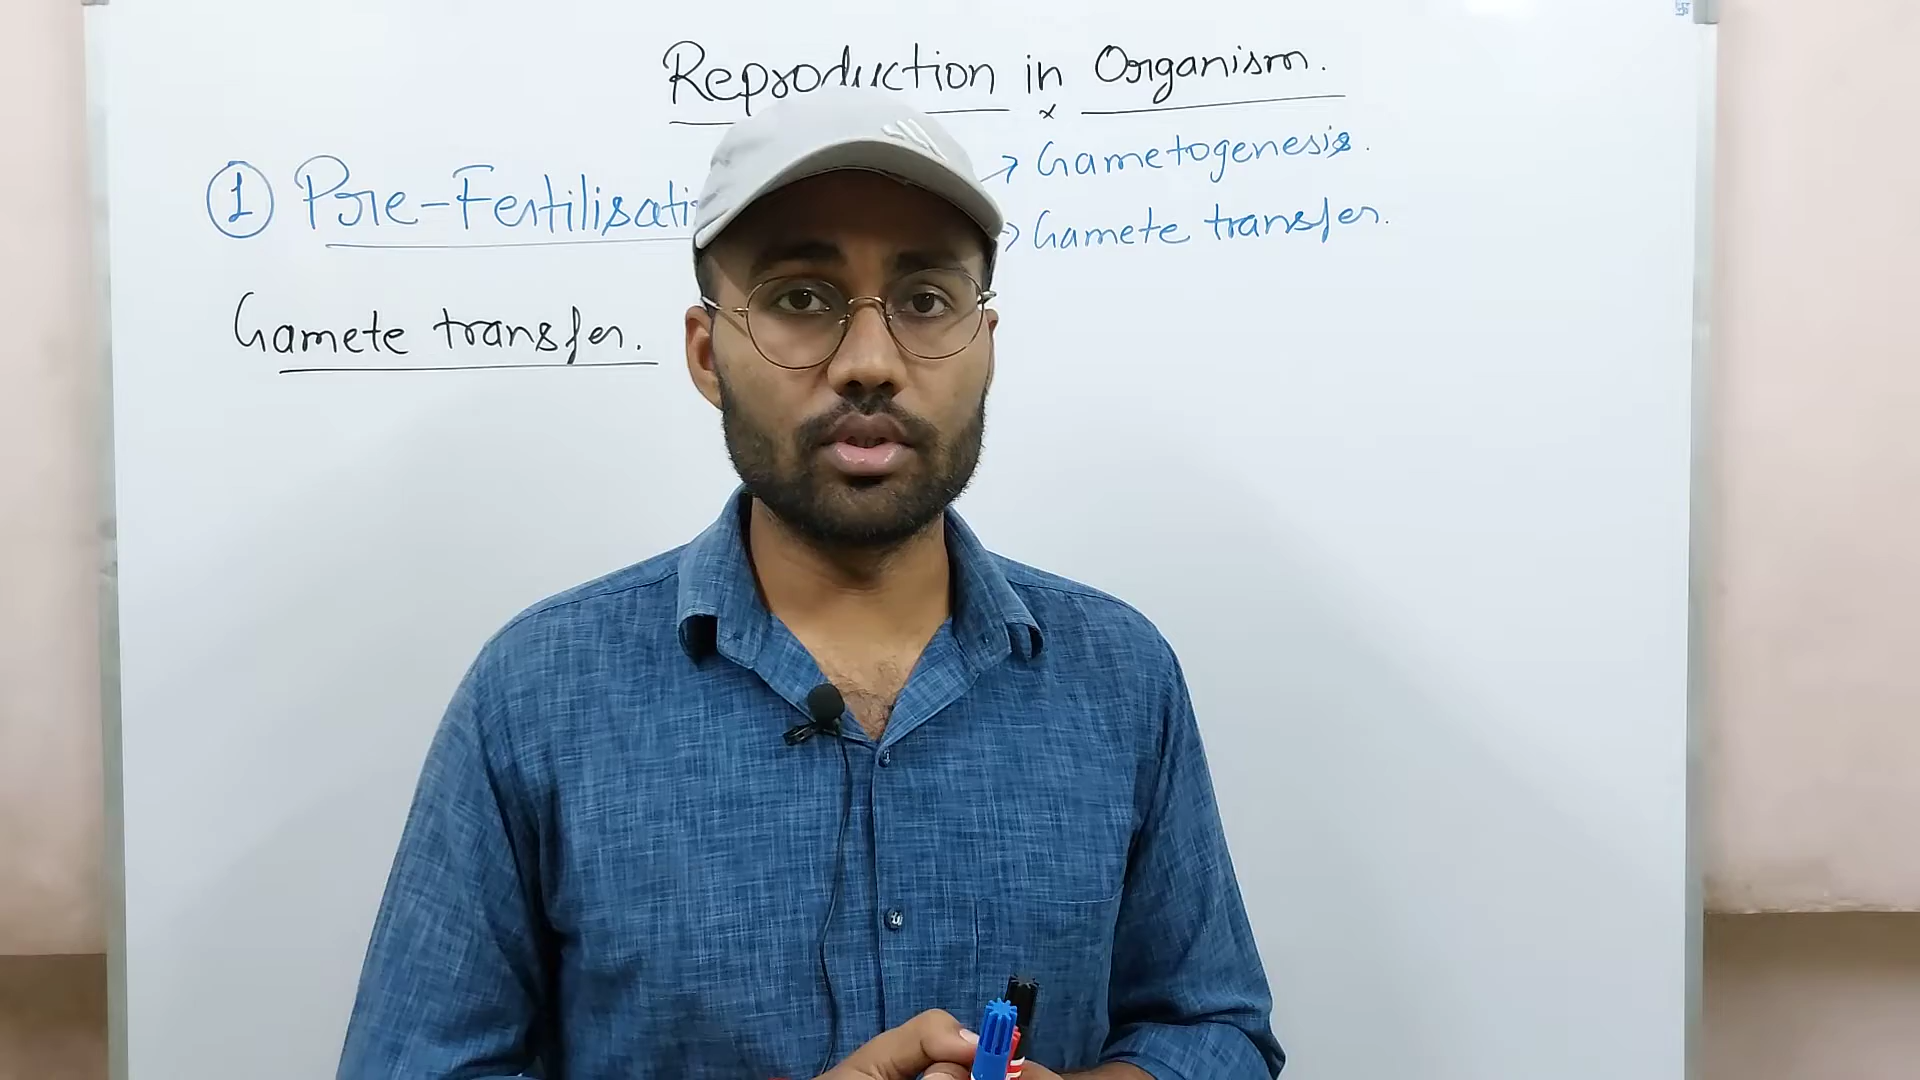 Reproduction in Organism.
x
→ Gametogenesis.
① Pre-Fertilisati
→ Gamete transfer.
Gamete transfer.